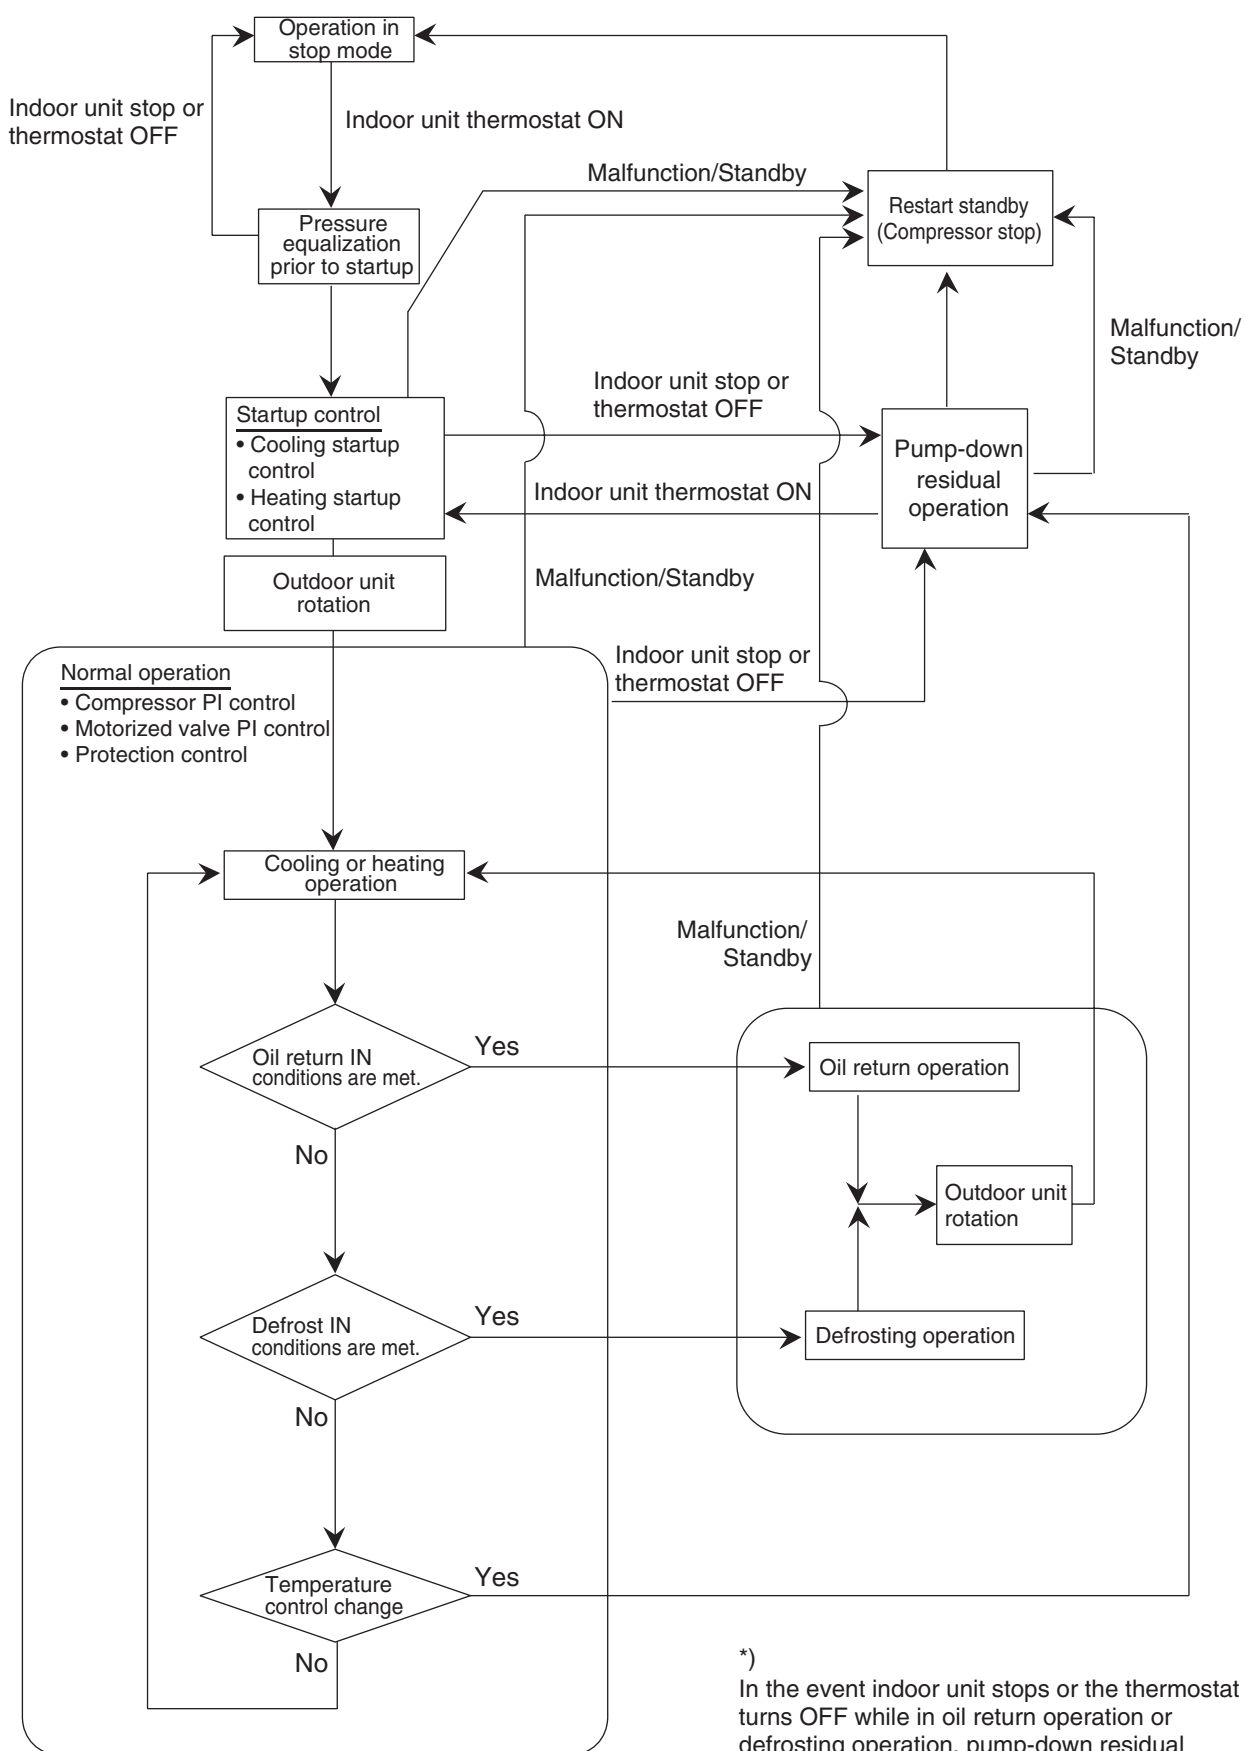 Operation in
stop mode
Indoor unit stop or
thermostat OFF
Indoor unit thermostat ON
Malfunction/Standby
Restart standby
(Compressor stop)
Pressure
equalization
prior to startup
Malfunction/
Standby
Indoor unit stop or
thermostat OFF
Startup control
• Cooling startup
control
• Heating startup
control
Pump-down
residual
operation
Indoor unit thermostat ON
Outdoor unit
rotation
Malfunction/Standby
Indoor unit stop or
thermostat OFF
Normal operation
• Compressor PI control
• Motorized valve PI control
• Protection control
Cooling or heating
operation
Malfunction/
Standby
Oil return IN
conditions are met.
Yes
Oil return operation
No
Outdoor unit
rotation
Defrost IN
conditions are met.
Yes
Defrosting operation
No
Temperature
control change
Yes
No
*)
In the event indoor unit stops or the thermostat
turns OFF while in oil return operation or
defrosting operation, pump-down residual